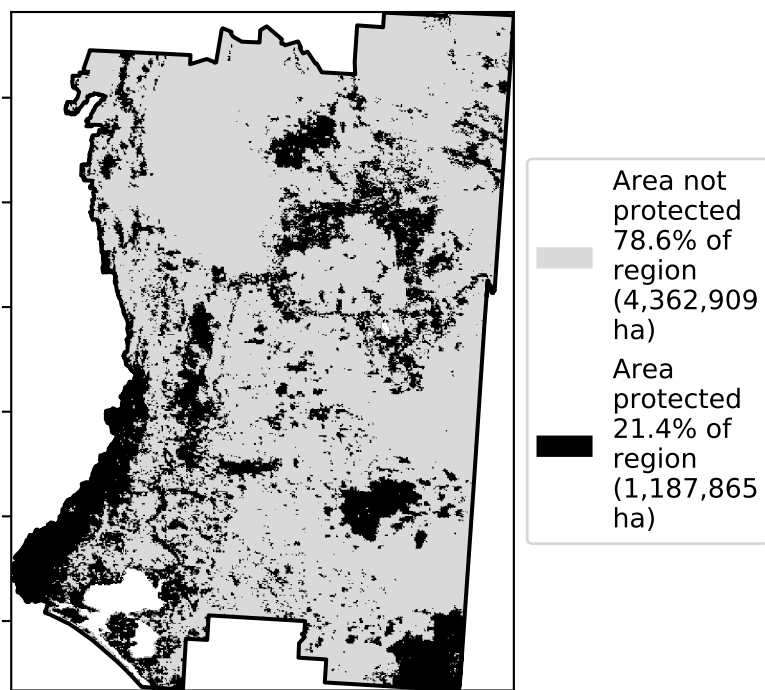 Area not
protected
78.6% of
region
(4,362,909
ha)
Area
protected
21.4% of
region
(1,187,865
ha)